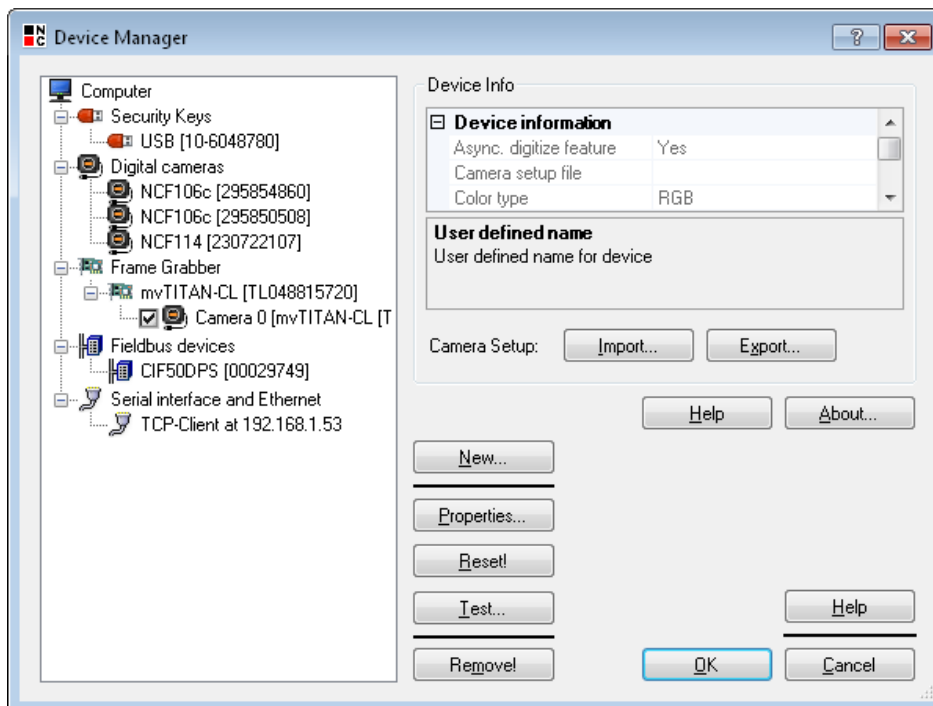 NC Device Manager
Computer
Security Keys
USB [10-6048780]
Digital cameras
NCF106c [295854860]
NCF106c [295850508]
NCF114 [230722107]
Frame Grabber
mvTITAN-CL [TL048815720]
Camera 0 [mvTITAN-CL [T
Fieldbus devices
CIF50DPS [00029749]
Serial interface and Ethernet
TCP-Client at 192.168.1.53
Device Info
Device information
Async. digitize feature Yes
Camera setup file
Color type RGB
User defined name
User defined name for device
Camera Setup: Import... Export...
Help About...
New...
Properties...
Reset!
Test... Help
Remove! OK Cancel